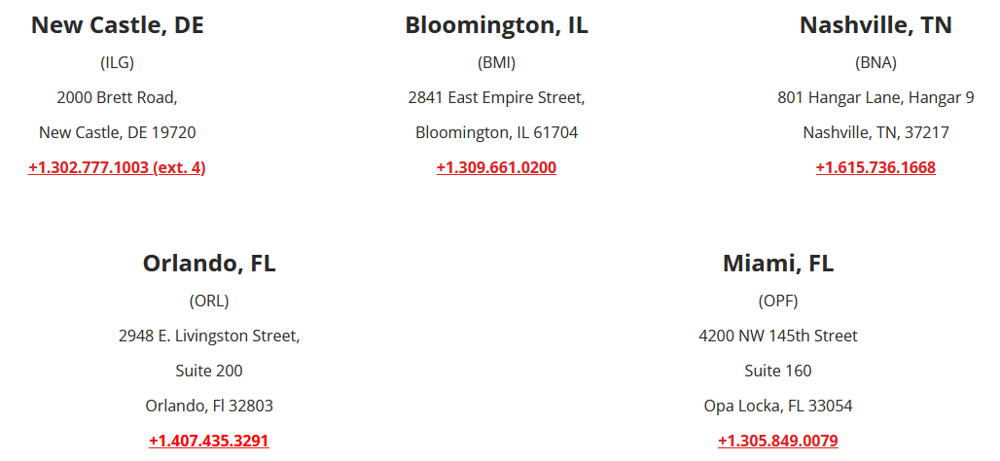 New Castle, DE
(ILG)
2000 Brett Road,
New Castle, DE 19720
+1.302.777.1003 (ext. 4)
Bloomington, IL
(BMI)
2841 East Empire Street,
Bloomington, IL 61704
+1.309.661.0200
Nashville, TN
(BNA)
801 Hangar Lane, Hangar 9
Nashville, TN, 37217
+1.615.736.1668
Orlando, FL
(ORL)
2948 E. Livingston Street,
Suite 200
Orlando, Fl 32803
+1.407.435.3291
Miami, FL
(OPF)
4200 NW 145th Street
Suite 160
Opa Locka, FL 33054
+1.305.849.0079